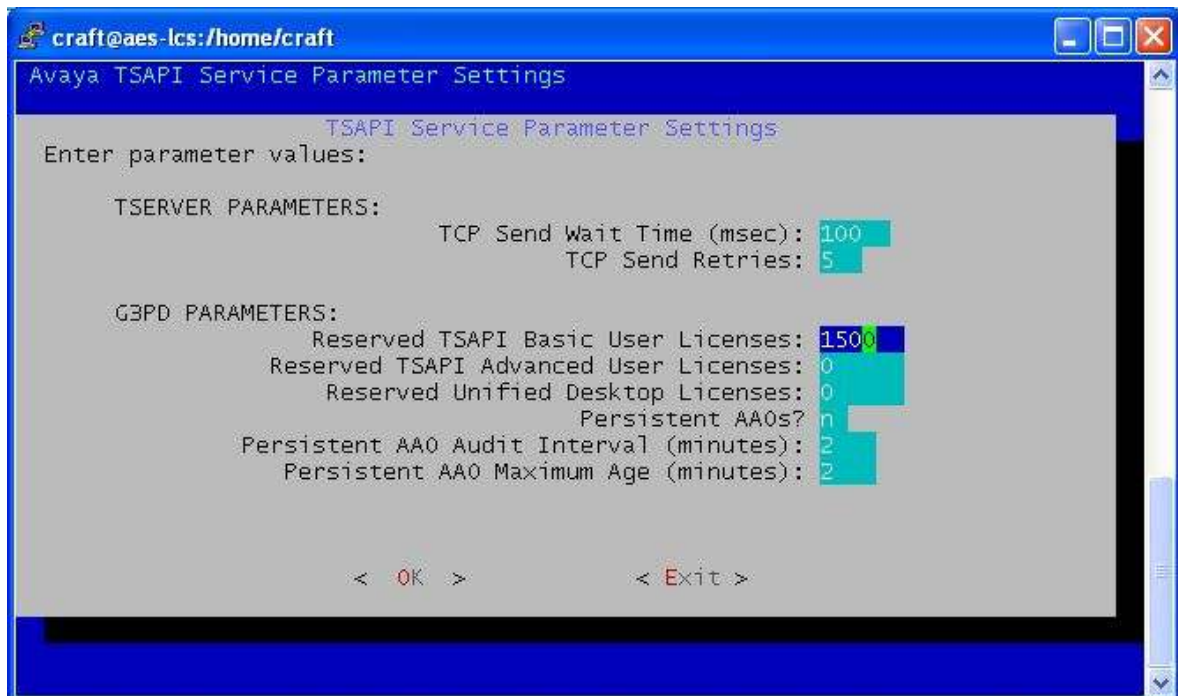 craft@aes-lcs:/home/craft
Avaya TSAPI Service Parameter Settings
TSAPI Service Parameter Settings
Enter parameter values:
TSERVER PARAMETERS:
TCP Send Wait Time (msec): 100
TCP Send Retries: 5
G3PD PARAMETERS:
Reserved TSAPI Basic User Licenses: 1500
Reserved TSAPI Advanced User Licenses: 0
Reserved Unified Desktop Licenses: 0
Persistent AAOs? n
Persistent AAO Audit Interval (minutes): 2
Persistent AAO Maximum Age (minutes): 2
< OK > < Exit >